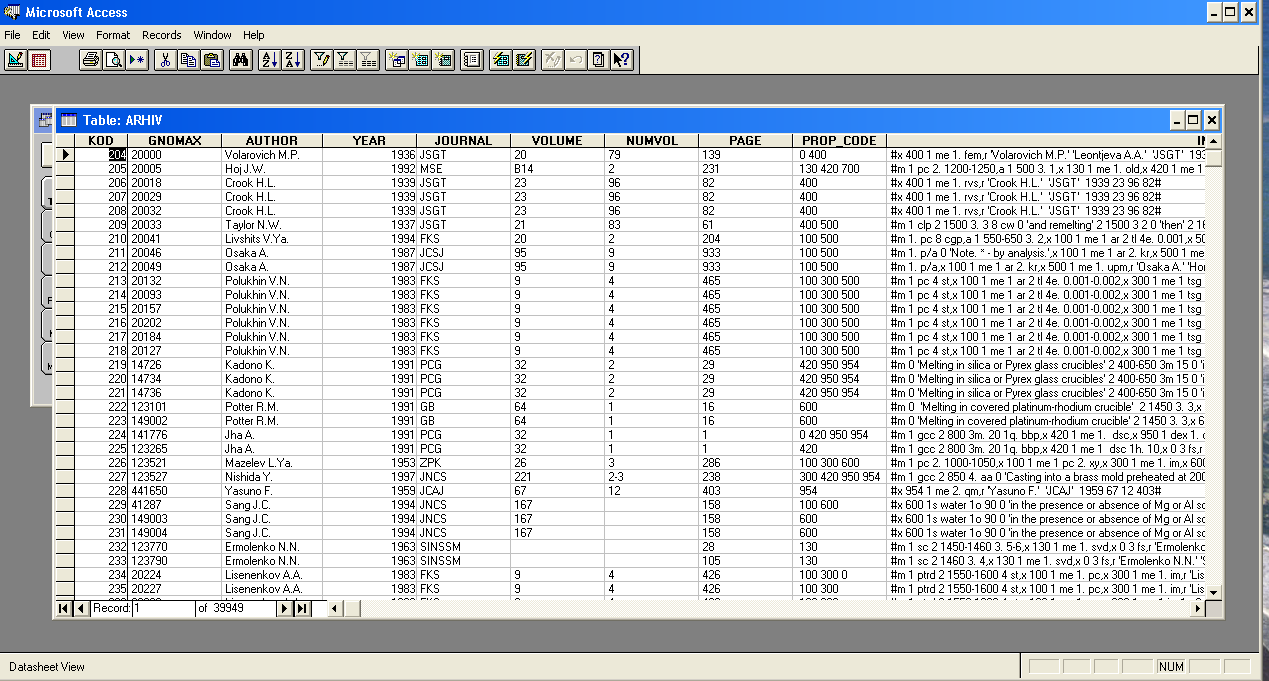 Microsoft Access
File Edit View Format Records Window Help
Table: ARHIV
KOD GNOMAX AUTHOR YEAR JOURNAL VOLUME NUMVOL PAGE PROP_CODE
204 20000 Volarovich M.P. 1936 JSGT 20 79 139 0 400 #x 400 1 me 1. fem,r 'Volarovich M.P.' 'Leontjeva A.A.' 'JSGT'
205 20005 Hoj J.W. 1992 MSE B14 2 231 130 420 700 #m 1 pc 2. 1200-1250,a 1 500 3. 1,x 130 1 me 1. old,x 420 1 me 1
206 20018 Crook H.L. 1939 JSGT 23 96 82 400 #x 400 1 me 1. rvs,r 'Crook H.L.' 'JSGT' 1939 23 96 82#
207 20029 Crook H.L. 1939 JSGT 23 96 82 400 #x 400 1 me 1. rvs,r 'Crook H.L.' 'JSGT' 1939 23 96 82#
208 20032 Crook H.L. 1939 JSGT 23 96 82 400 #x 400 1 me 1. rvs,r 'Crook H.L.' 'JSGT' 1939 23 96 82#
209 20033 Taylor N.W. 1937 JSGT 21 83 61 400 500 #m 1 clp 2 1500 3. 3 8 cw 0 'and remelting' 2 1500 3 2 0 'then' 2
210 20041 Livshits V.Ya. 1994 FKS 20 2 204 100 500 #m 1. pc 8 cgp,a 1 550-650 3. 2,x 100 1 me 1 ar 2 tl 4e. 0.001,x
211 20046 Osaka A. 1987 JCSJ 95 9 933 100 500 #m 1. p/a 0 'Note. * - by analysis.',x 100 1 me 1 ar 2. kr,x 500 1 me
212 20049 Osaka A. 1987 JCSJ 95 9 933 100 500 #m 1. p/a,x 100 1 me 1 ar 2. kr,x 500 1 me 1. upm,r 'Osaka A.'
213 20132 Polukhin V.N. 1983 FKS 9 4 465 100 300 500 #m 1 pc 4 st,x 100 1 me 1 ar 2 tl 4e. 0.001-0.002,x 300 1 me 1 tsg
214 20093 Polukhin V.N. 1983 FKS 9 4 465 100 300 500 #m 1 pc 4 st,x 100 1 me 1 ar 2 tl 4e. 0.001-0.002,x 300 1 me 1 tsg
215 20157 Polukhin V.N. 1983 FKS 9 4 465 100 300 500 #m 1 pc 4 st,x 100 1 me 1 ar 2 tl 4e. 0.001-0.002,x 300 1 me 1 tsg
216 20202 Polukhin V.N. 1983 FKS 9 4 465 100 300 500 #m 1 pc 4 st,x 100 1 me 1 ar 2 tl 4e. 0.001-0.002,x 300 1 me 1 tsg
217 20184 Polukhin V.N. 1983 FKS 9 4 465 100 300 500 #m 1 pc 4 st,x 100 1 me 1 ar 2 tl 4e. 0.001-0.002,x 300 1 me 1 tsg
218 20127 Polukhin V.N. 1983 FKS 9 4 465 100 300 500 #m 1 pc 4 st,x 100 1 me 1 ar 2 tl 4e. 0.001-0.002,x 300 1 me 1 tsg
219 14726 Kadono K. 1991 PCG 32 2 29 420 950 954 #m 0 'Melting in silica or Pyrex glass crucibles' 2 400-650 3m 15 0
220 14734 Kadono K. 1991 PCG 32 2 29 420 950 954 #m 0 'Melting in silica or Pyrex glass crucibles' 2 400-650 3m 15 0
221 14736 Kadono K. 1991 PCG 32 2 29 420 950 954 #m 0 'Melting in silica or Pyrex glass crucibles' 2 400-650 3m 15 0
222 123101 Potter R.M. 1991 GB 64 1 16 600 #m 0 'Melting in covered platinum-rhodium crucible' 2 1450 3. 3,x
223 149002 Potter R.M. 1991 GB 64 1 16 600 #m 0 'Melting in covered platinum-rhodium crucible' 2 1450 3. 3,x 6
224 141776 Jha A. 1991 PCG 32 1 1 0 420 950 954 #m 1 gcc 2 800 3m. 20 1q. bbp,x 420 1 me 1. dsc,x 950 1 dex 1.
225 123265 Jha A. 1991 PCG 32 1 1 420 #m 1 gcc 2 800 3m. 20 1q. bbp,x 420 1 me 1 dsc 1h. 10,x 0 3 fs,r
226 123521 Mazelev L.Ya. 1953 ZPK 26 3 286 100 300 600 #m 1 pc 2. 1000-1050,x 100 1 me 1 pc 2. xy,x 300 1 me 1. im,x 600
227 123527 Nishida Y. 1997 JNCS 221 2-3 238 300 420 950 954 #m 1 gcc 2 850 4. aa 0 'Casting into a brass mold preheated at 200
228 441650 Yasuno F. 1959 JCAJ 67 12 403 954 #x 954 1 me 2. qm,r 'Yasuno F.' 'JCAJ' 1959 67 12 403#
229 41287 Sang J.C. 1994 JNCS 167 158 100 600 #x 600 1s water 1o 90 0 'in the presence or absence of Mg or Al
230 149003 Sang J.C. 1994 JNCS 167 158 600 #x 600 1s water 1o 90 0 'in the presence or absence of Mg or Al
231 149004 Sang J.C. 1994 JNCS 167 158 600 #x 600 1s water 1o 90 0 'in the presence or absence of Mg or Al
232 123770 Ermolenko N.N. 1963 SINSSM 28 130 #m 1 sc 2 1450-1460 3. 5-6,x 130 1 me 1. svd,x 0 3 fs,r
233 123790 Ermolenko N.N. 1963 SINSSM 105 130 #m 1 sc 2 1460 3. 4,x 130 1 me 1. svd,x 0 3 fs,r 'Ermolenko N.N.'
234 20224 Lisenenkov A.A. 1983 FKS 9 4 426 100 300 0 #m 1 ptrd 2 1550-1600 4 st,x 100 1 me 1. pc,x 300 1 me 1. im,r
235 20227 Lisenenkov A.A. 1983 FKS 9 4 426 100 300 #m 1 ptrd 2 1550-1600 4 st,x 100 1 me 1. pc,x 300 1 me 1. im,r
Record: 1 of 39949
Datasheet View NUM